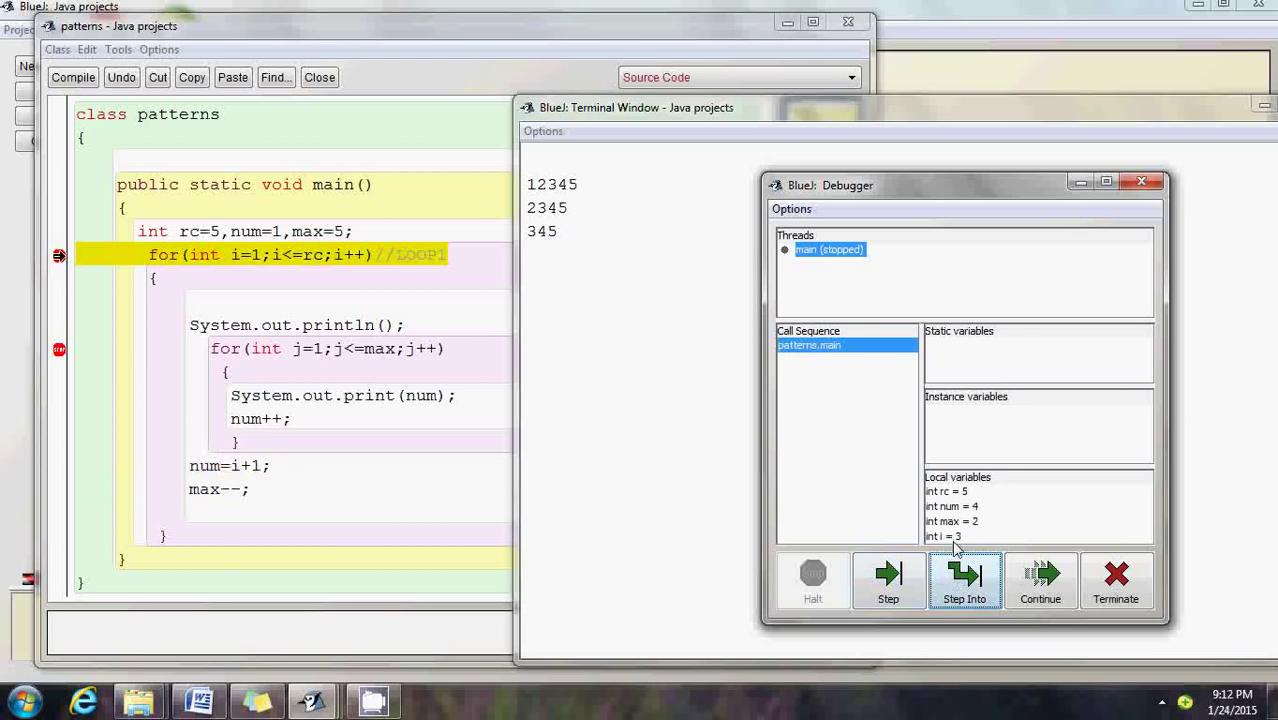 BlueJ: Java projects
patterns - Java projects
Class Edit Tools Options
Compile Undo Cut Copy Paste Find... Close Source Code
class patterns
{
public static void main()
{
int rc=5,num=1,max=5;
for(int i=1;i<=rc;i++)//LOOP1
{
System.out.println();
for(int j=1;j<=max;j++)
{
System.out.print(num);
num++;
}
num=i+1;
max--;
}
}
}
BlueJ: Terminal Window - Java projects
Options
12345
2345
345
BlueJ: Debugger
Options
Threads
main (stopped)
Call Sequence
patterns.main
Static variables
Instance variables
Local variables
int rc = 5
int num = 4
int max = 2
int i = 3
Halt Step Step Into Continue Terminate
9:12 PM
1/24/2015